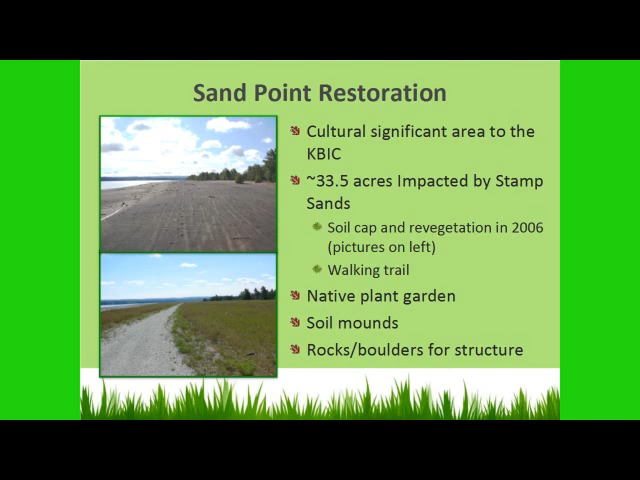 Sand Point Restoration
Cultural significant area to the
KBIC
~33.5 acres Impacted by Stamp
Sands
Soil cap and revegetation in 2006
(pictures on left)
Walking trail
Native plant garden
Soil mounds
Rocks/boulders for structure